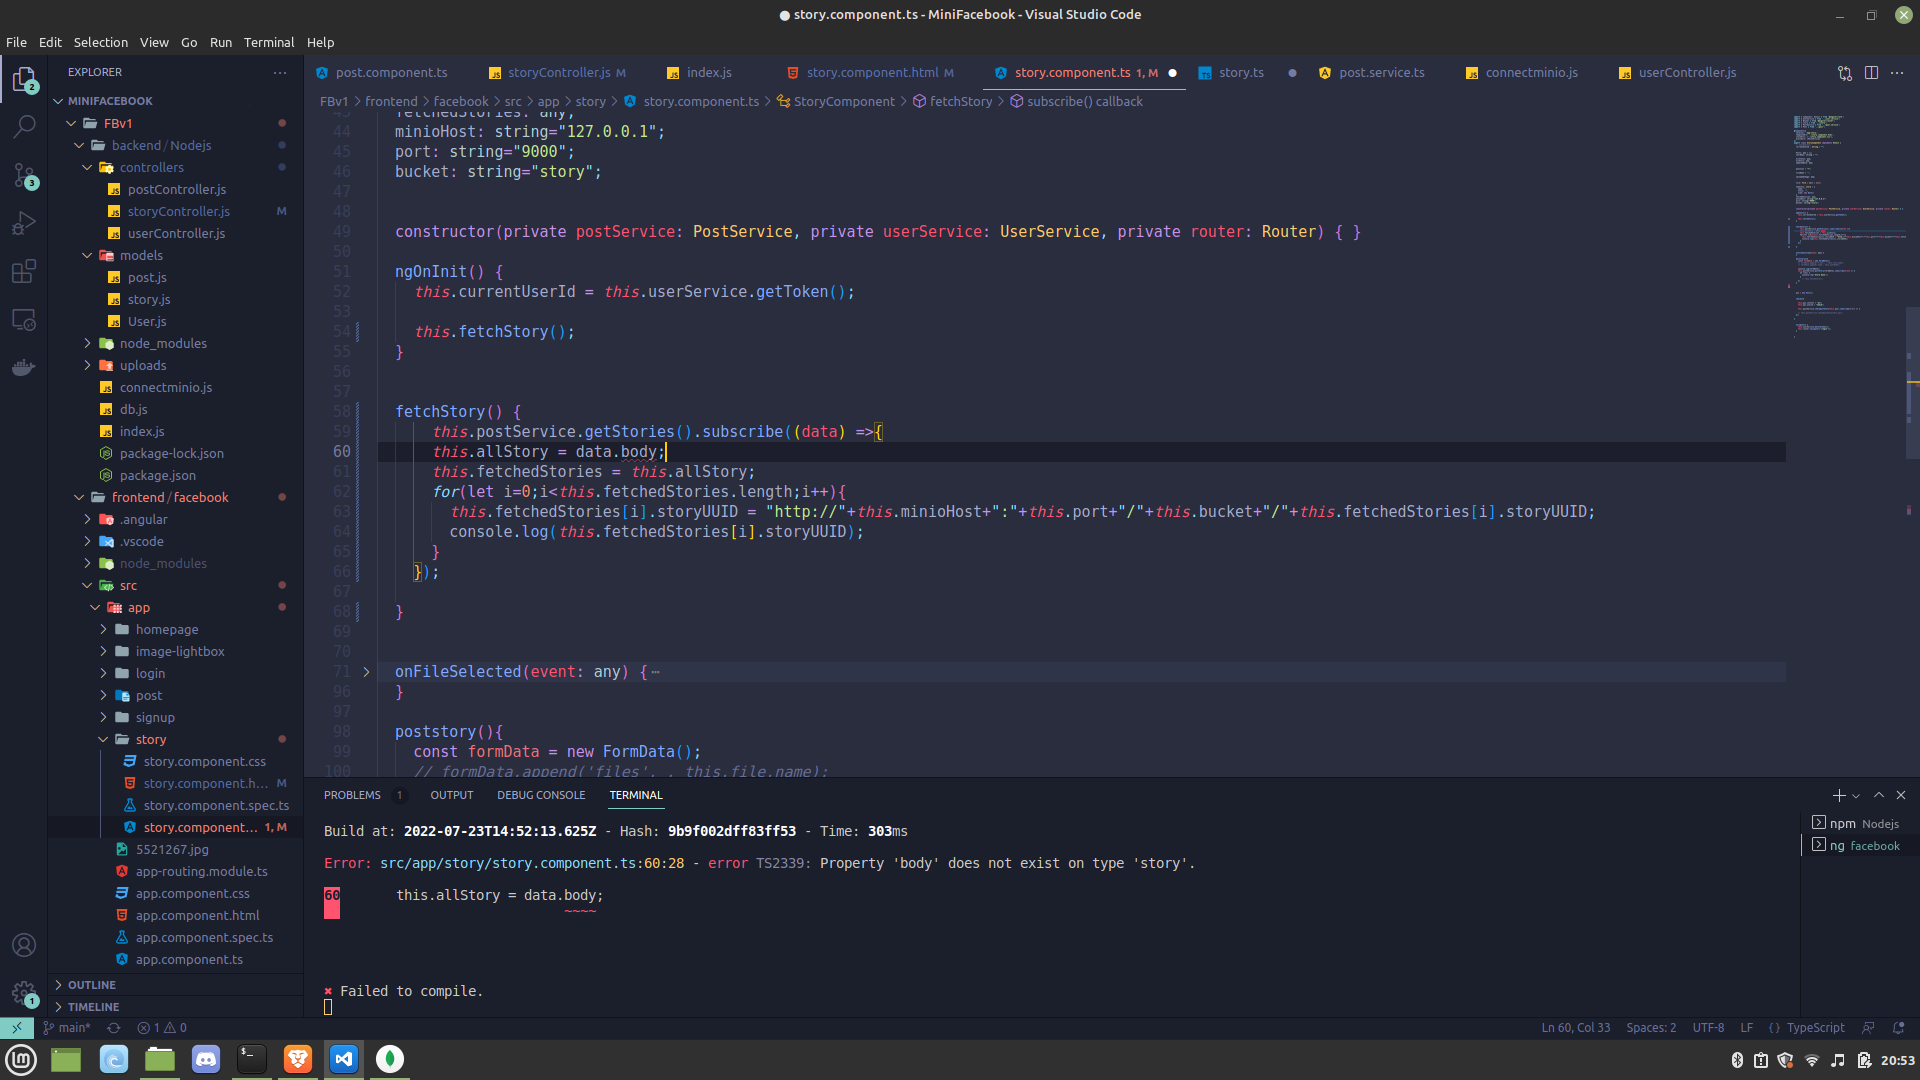 story.component.ts - MiniFacebook - Visual Studio Code
File Edit Selection View Go Run Terminal Help
EXPLORER
post.component.ts storyController.js M index.js story.component.html M story.component.ts 1, M story.ts post.service.ts connectminio.js userController.js
FBv1 > frontend > facebook > src > app > story > story.component.ts > StoryComponent > fetchStory > subscribe() callback
MINIFACEBOOK
FBv1
backend / Nodejs
controllers
postController.js
storyController.js M
userController.js
models
post.js
story.js
User.js
node_modules
uploads
connectminio.js
db.js
index.js
package-lock.json
package.json
frontend / facebook
.angular
.vscode
node_modules
src
app
homepage
image-lightbox
login
post
signup
story
story.component.css
story.component.h... M
story.component.spec.ts
story.component... 1, M
5521267.jpg
app-routing.module.ts
app.component.css
app.component.html
app.component.spec.ts
app.component.ts
OUTLINE
TIMELINE
2
3
1
43 fetchedStories: any;
44 minioHost: string="127.0.0.1";
45 port: string="9000";
46 bucket: string="story";
47
48
49 constructor(private postService: PostService, private userService: UserService, private router: Router) { }
50
51 ngOnInit() {
52 this.currentUserId = this.userService.getToken();
53
54 this.fetchStory();
55 }
56
57
58 fetchStory() {
59 this.postService.getStories().subscribe((data) =>{
60 this.allStory = data.body;
61 this.fetchedStories = this.allStory;
62 for(let i=0;i<this.fetchedStories.length;i++){
63 this.fetchedStories[i].storyUUID = "http://"+this.minioHost+":"+this.port+"/"+this.bucket+"/"+this.fetchedStories[i].storyUUID;
64 console.log(this.fetchedStories[i].storyUUID);
65 }
66 });
67
68 }
69
70
71 onFileSelected(event: any) {⋯
96 }
97
98 poststory(){
99 const formData = new FormData();
100 // formData.append('files', , this.file.name);
PROBLEMS 1 OUTPUT DEBUG CONSOLE TERMINAL
Build at: 2022-07-23T14:52:13.625Z - Hash: 9b9f002dff83ff53 - Time: 303ms
Error: src/app/story/story.component.ts:60:28 - error TS2339: Property 'body' does not exist on type 'story'.
60 this.allStory = data.body;
~~~~
✖ Failed to compile.
npm Nodejs
ng facebook
main* 1 0 Ln 60, Col 33 Spaces: 2 UTF-8 LF {} TypeScript
20:53